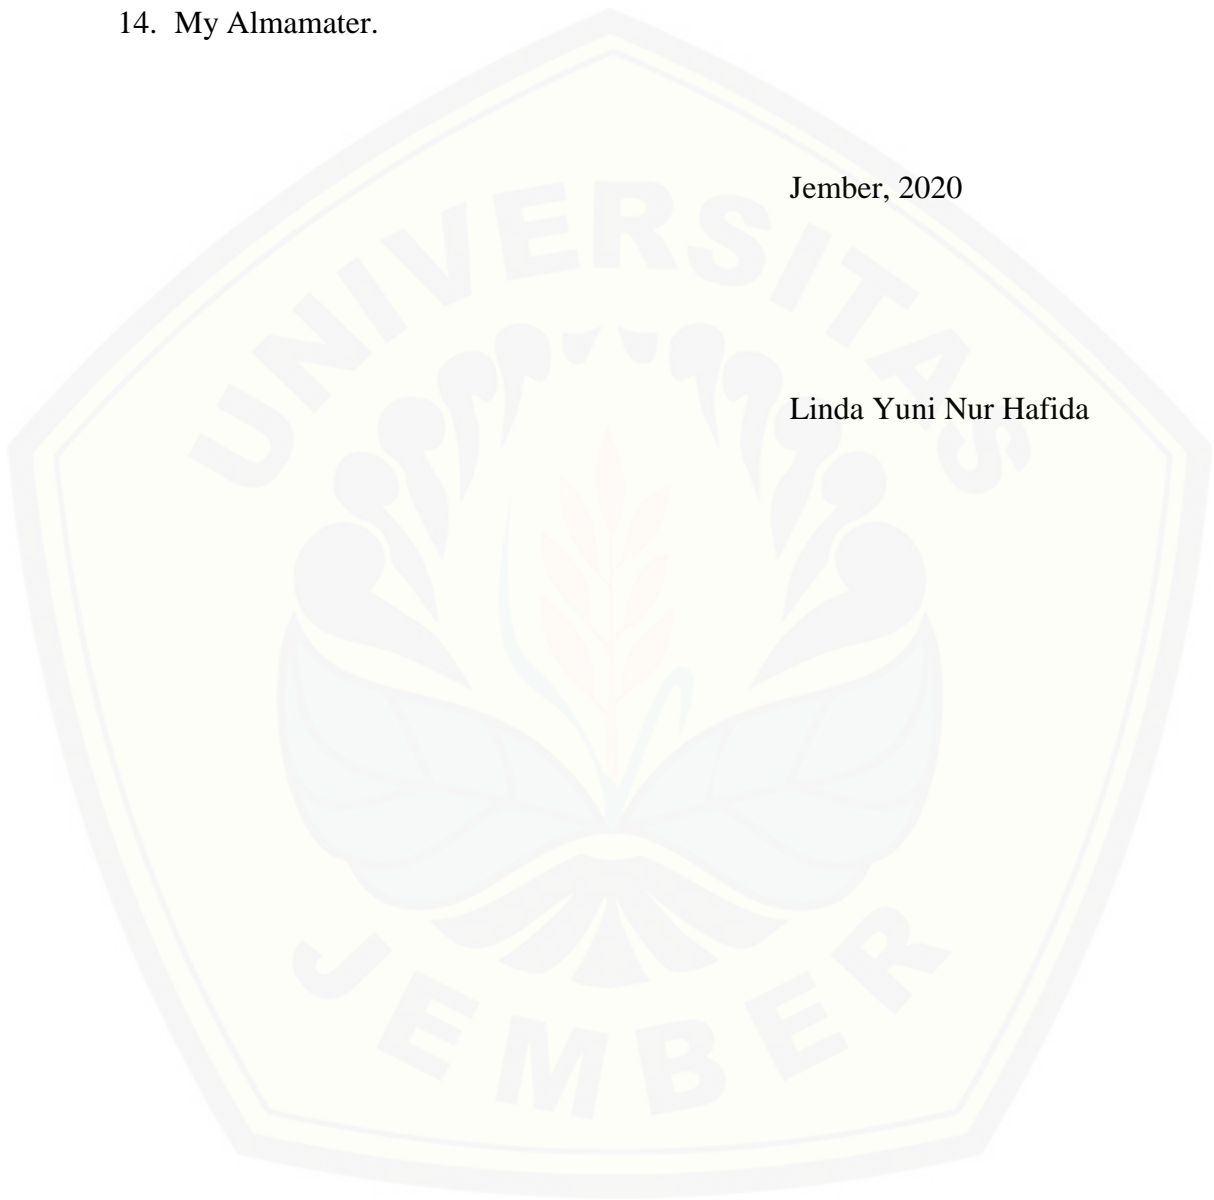 14. My Almamater.
Jember, 2020
UNIVERSITAS
Linda Yuni Nur Hafida
JEMBER